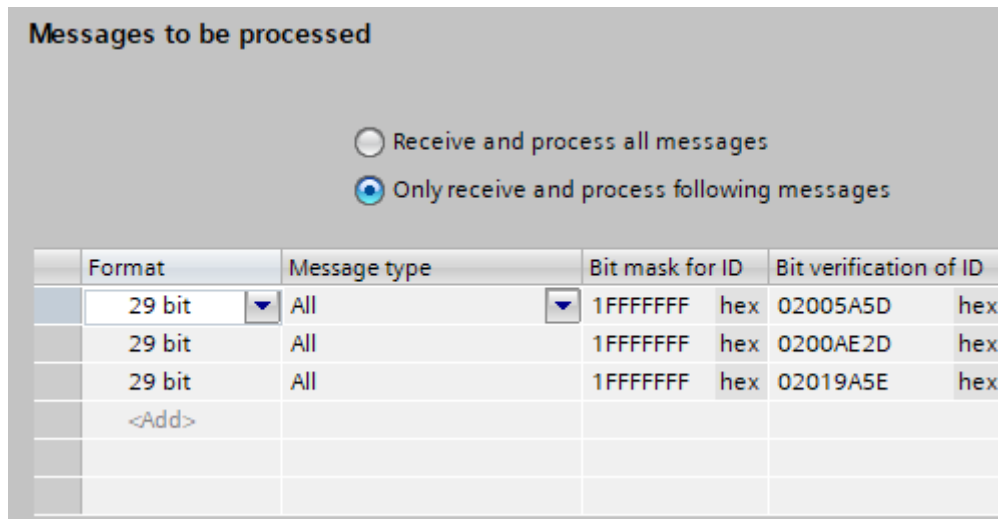 Messages to be processed
Receive and process all messages
Only receive and process following messages
Format Message type Bit mask for ID Bit verification of ID
29 bit All 1FFFFFFF hex 02005A5D hex
29 bit All 1FFFFFFF hex 0200AE2D hex
29 bit All 1FFFFFFF hex 02019A5E hex
<Add>